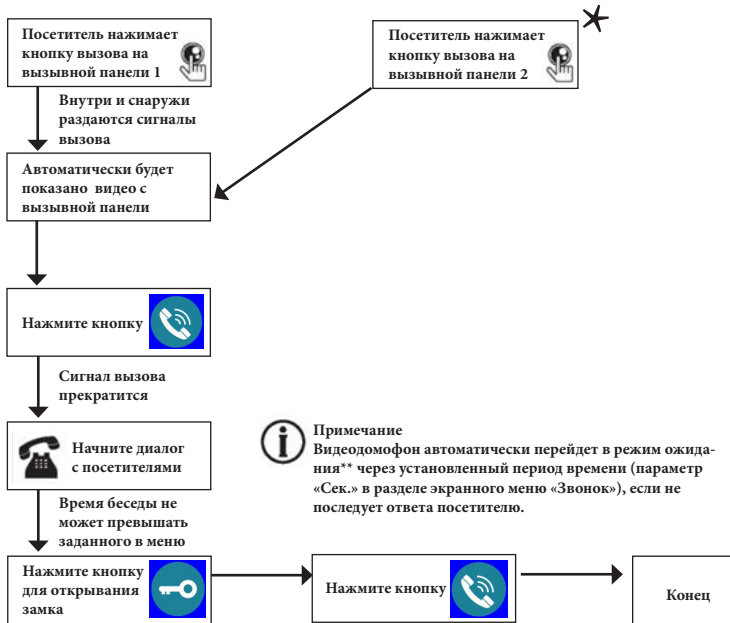 Посетитель нажимает
кнопку вызова на
вызывной панели 1
Посетитель нажимает
кнопку вызова на
вызывной панели 2
Внутри и снаружи
раздаются сигналы
вызова
Автоматически будет
показано видео с
вызывной панели
Нажмите кнопку
Сигнал вызова
прекратится
Начните диалог
с посетителями
Примечание
Видеодомофон автоматически перейдет в режим ожида-
ния** через установленный период времени (параметр
«Сек.» в разделе экранного меню «Звонок»), если не
последует ответа посетителю.
Время беседы не
может превышать
заданного в меню
Нажмите кнопку
для открывания
замка
Нажмите кнопку
Конец